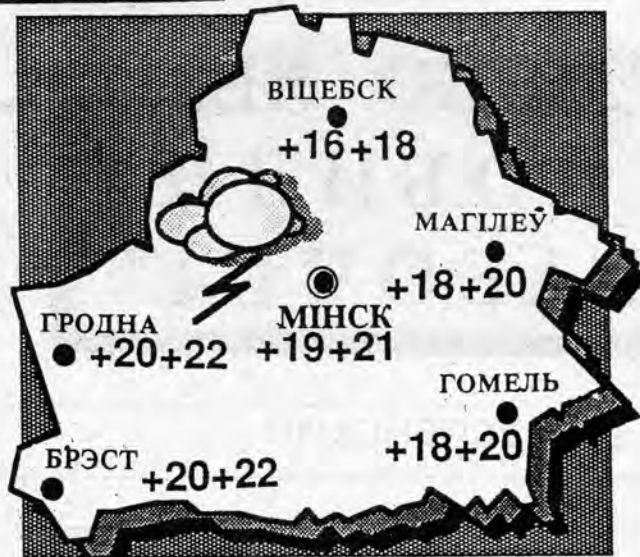 ВІЦЕБСК
+16 +18
МАГІЛЕЎ
+18+20
МІНСК
+19+21
ГРОДНА
+20+22
ГОМЕЛЬ
+18+20
БРЭСТ
+20+22